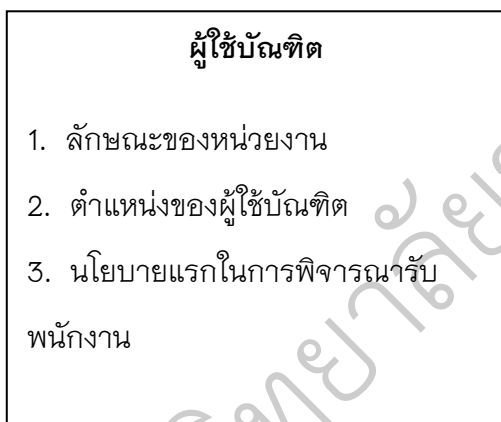 ผู้ใช้บัณฑิต
1. ลักษณะของหน่วยงาน
2. ตำแหน่งของผู้ใช้บัณฑิต
3. นโยบายแรกในการพิจารณารับ
พนักงาน